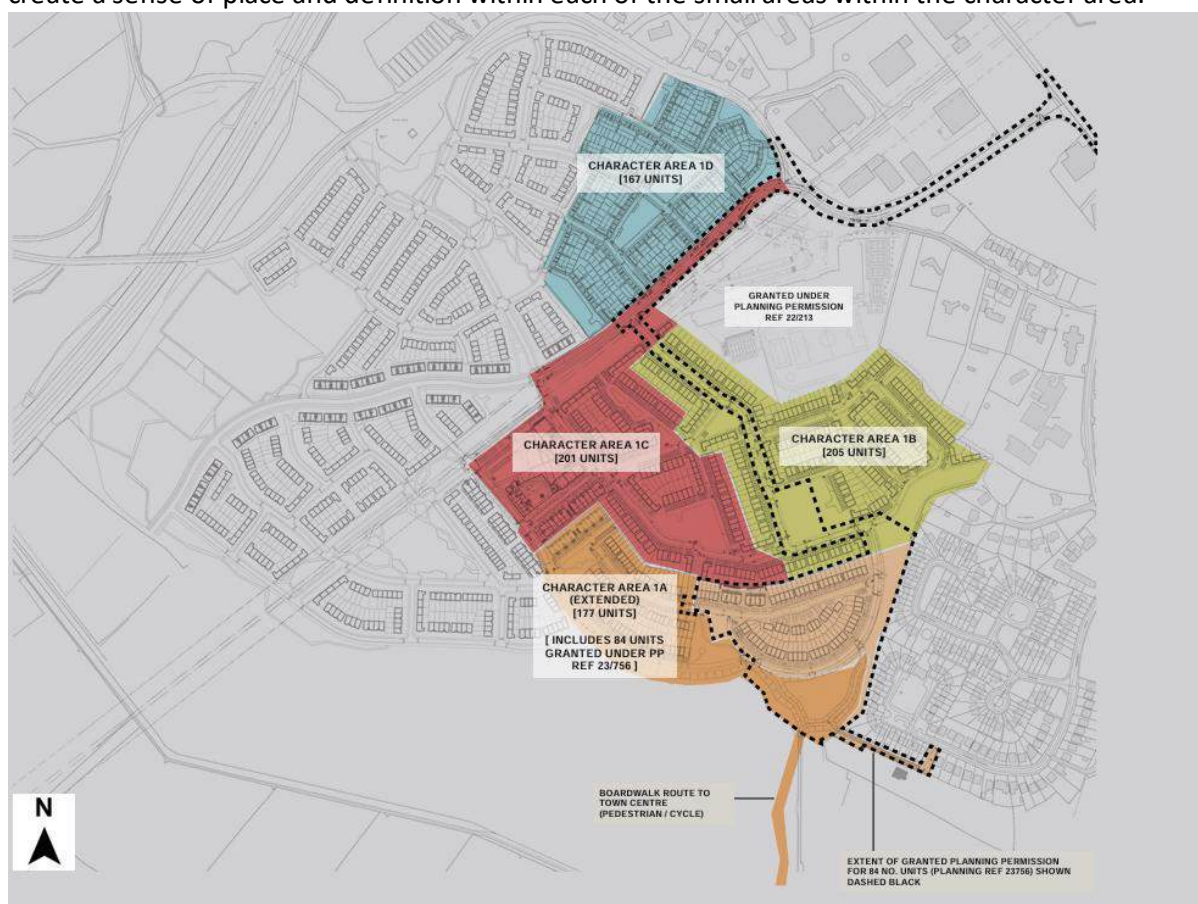 create a sense of place and definition within each of the small areas within the character area.
CHARACTER AREA 1D
[167 UNITS]
GRANTED UNDER
PLANNING PERMISSION
REF 22/213
CHARACTER AREA 1C
[201 UNITS]
CHARACTER AREA 1B
[205 UNITS]
CHARACTER AREA 1A
(EXTENDED)
[177 UNITS]
[ INCLUDES 84 UNITS
GRANTED UNDER PP
REF 23/756 ]
BOARDWALK ROUTE TO
TOWN CENTRE
(PEDESTRIAN / CYCLE)
N
EXTENT OF GRANTED PLANNING PERMISSION
FOR 84 NO. UNITS (PLANNING REF 23756) SHOWN
DASHED BLACK